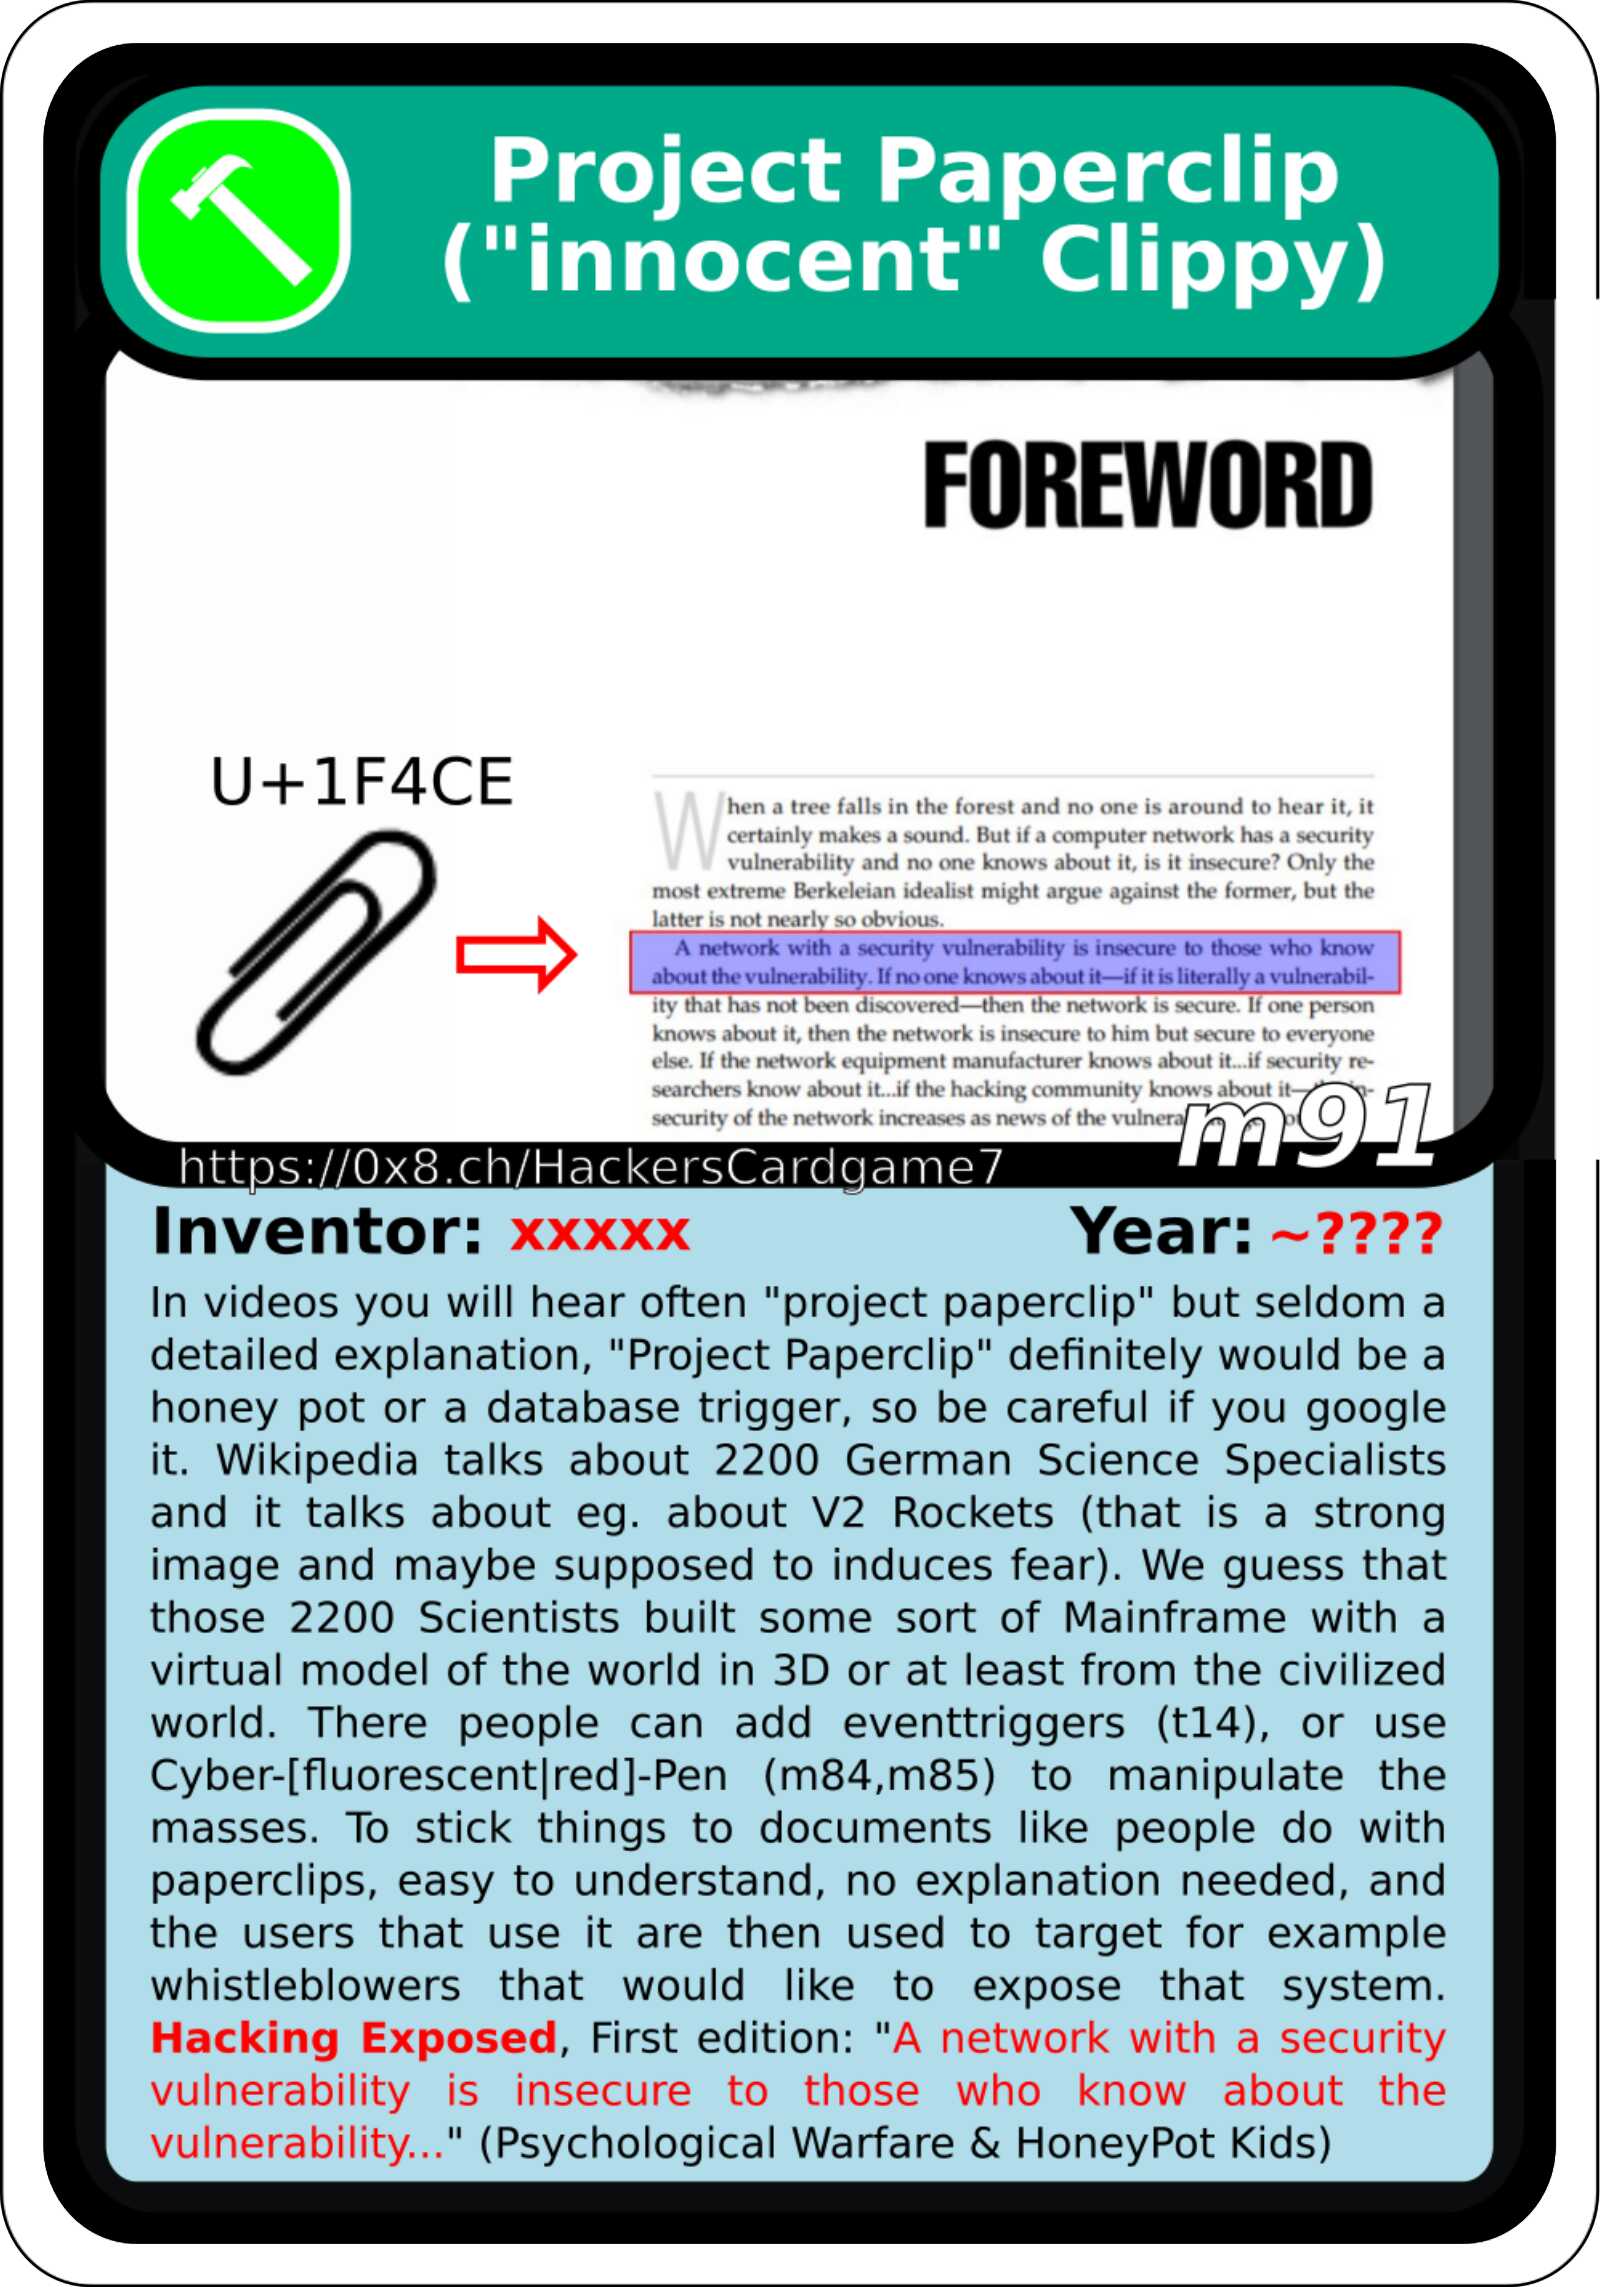 Project Paperclip
("innocent" Clippy)
FOREWORD
U+1F4CE
When a tree falls in the forest and no one is around to hear it, it
certainly makes a sound. But if a computer network has a security
vulnerability and no one knows about it, is it insecure? Only the
most extreme Berkeleian idealist might argue against the former, but the
latter is not nearly so obvious.
A network with a security vulnerability is insecure to those who know
about the vulnerability. If no one knows about it—if it is literally a vulnerabil-
ity that has not been discovered—then the network is secure. If one person
knows about it, then the network is insecure to him but secure to everyone
else. If the network equipment manufacturer knows about it...if security re-
searchers know about it...if the hacking community knows about it—
security of the network increases as news of the
m91
https://0x8.ch/HackersCardgame7
Inventor: xxxxx Year: ~????
In videos you will hear often "project paperclip" but seldom a
detailed explanation, "Project Paperclip" definitely would be a
honey pot or a database trigger, so be careful if you google
it. Wikipedia talks about 2200 German Science Specialists
and it talks about eg. about V2 Rockets (that is a strong
image and maybe supposed to induces fear). We guess that
those 2200 Scientists built some sort of Mainframe with a
virtual model of the world in 3D or at least from the civilized
world. There people can add eventtriggers (t14), or use
Cyber-[fluorescent|red]-Pen (m84,m85) to manipulate the
masses. To stick things to documents like people do with
paperclips, easy to understand, no explanation needed, and
the users that use it are then used to target for example
whistleblowers that would like to expose that system.
Hacking Exposed, First edition: "A network with a security
vulnerability is insecure to those who know about the
vulnerability..." (Psychological Warfare & HoneyPot Kids)